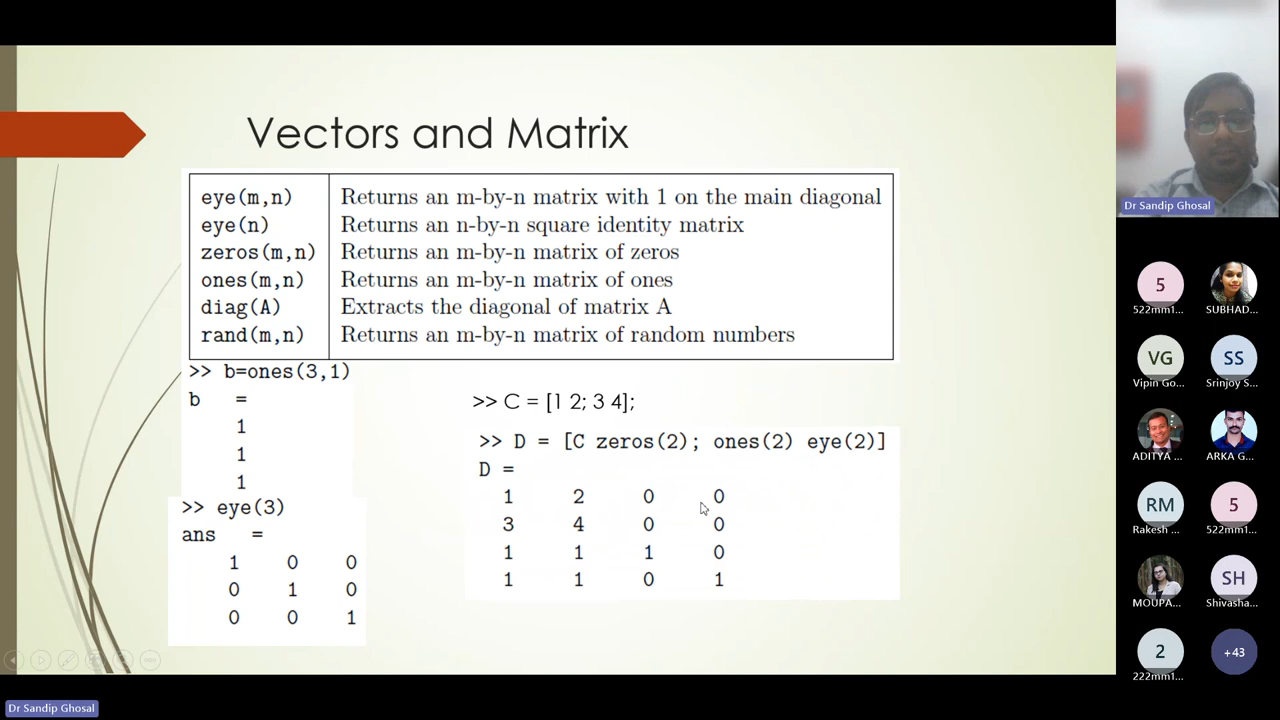 Vectors and Matrix
eye(m,n) Returns an m-by-n matrix with 1 on the main diagonal
eye(n) Returns an n-by-n square identity matrix
zeros(m,n) Returns an m-by-n matrix of zeros
ones(m,n) Returns an m-by-n matrix of ones
diag(A) Extracts the diagonal of matrix A
rand(m,n) Returns an m-by-n matrix of random numbers
>> b=ones(3,1)
b =
1
1
1
>> eye(3)
ans =
1 0 0
0 1 0
0 0 1
>> C = [1 2; 3 4];
>> D = [C zeros(2); ones(2) eye(2)]
D =
1 2 0 0
3 4 0 0
1 1 1 0
1 1 0 1
Dr Sandip Ghosal
5
522mm1...
SUBHAD...
VG
Vipin Go...
SS
Srinjoy S...
ADITYA ...
ARKA G...
RM
Rakesh ...
5
522mm1...
MOUPA...
SH
Shivasha...
2
222mm1...
+43
Dr Sandip Ghosal